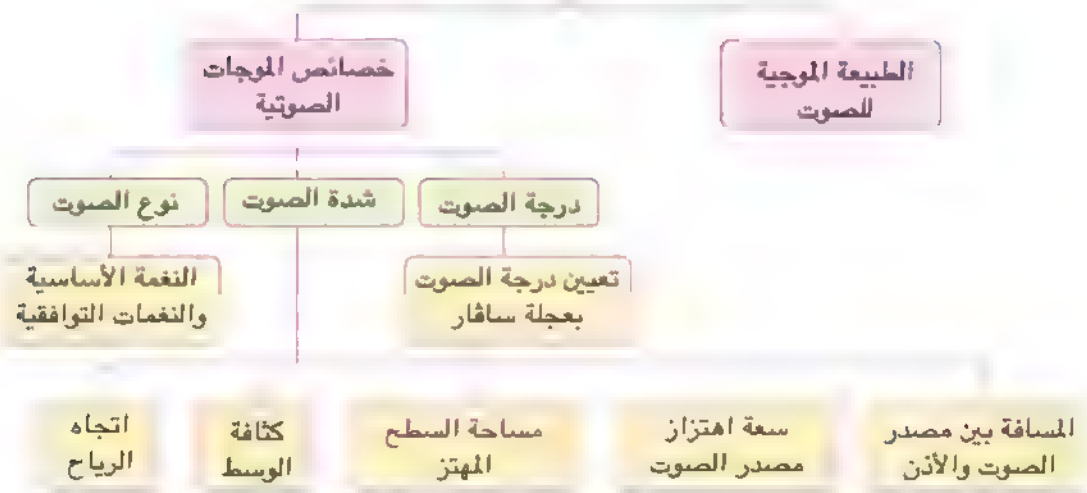 الطبيعة الموجية
للصوت
خصائص الموجات
الصوتية
درجة الصوت
شدة الصوت
نوع الصوت
تعيين درجة الصوت
بعجلة ساڤار
النغمة الأساسية
والنغمات التوافقية
المسافة بين مصدر
الصوت والأذن
سعة اهتزاز
مصدر الصوت
مساحة السطح
المهتز
كثافة
الوسط
اتجاه
الرياح